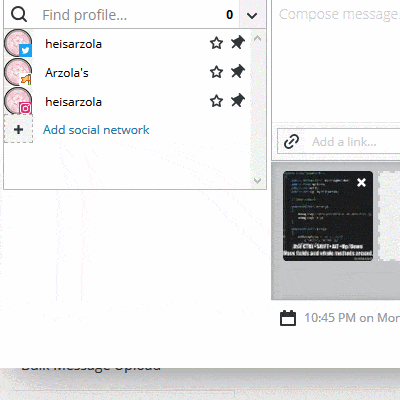 Find profile... 0
Compose message.
heisarzola
Arzola's
heisarzola
Add social network
Add a link...
USE CTRL+SHIFT+ALT+Up/Down
Move fields and whole methods around.
10:45 PM on Mon
Bulk Message Upload